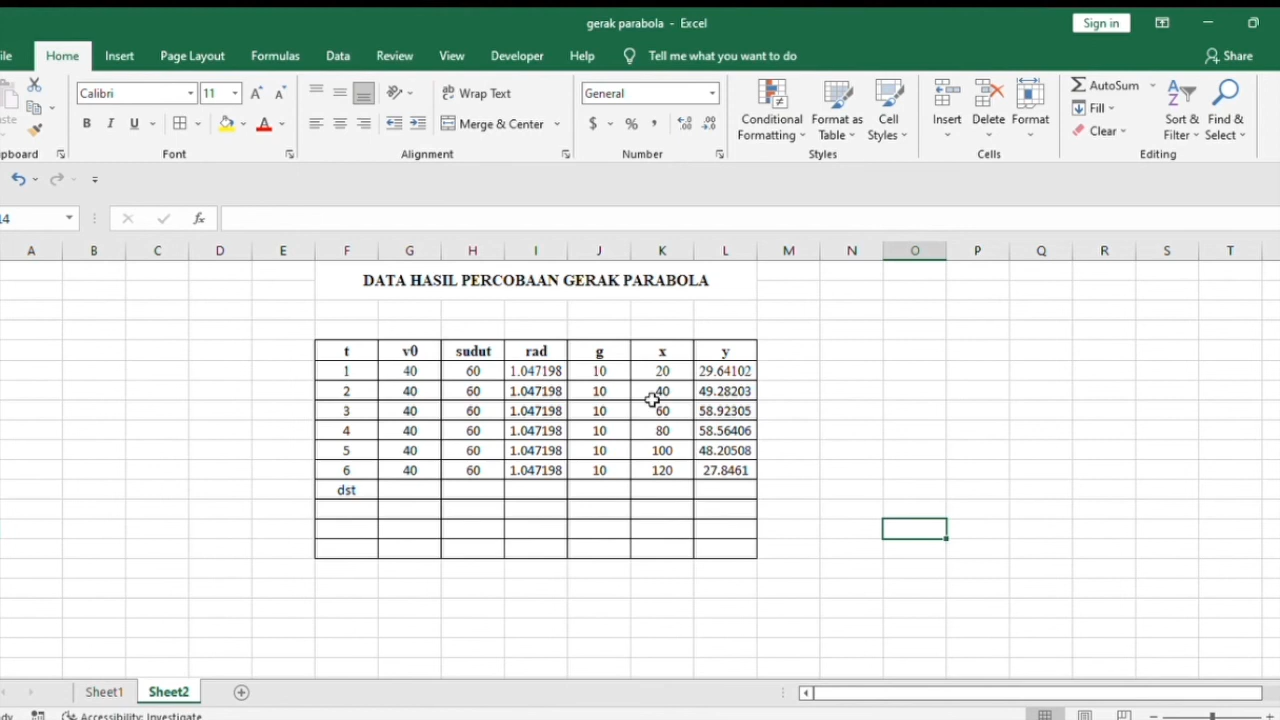 gerak parabola - Excel
Sign in
ile Home Insert Page Layout Formulas Data Review View Developer Help Tell me what you want to do Share
Calibri 11 General
Wrap Text
Merge & Center
B I U
$ % ,
Conditional Formatting
Format as Table
Cell Styles
Insert Delete Format
AutoSum
Fill
Clear
Sort & Filter
Find & Select
aste
ipboard Font Alignment Number Styles Cells Editing
14 fx
A B C D E F G H I J K L M N O P Q R S T
DATA HASIL PERCOBAAN GERAK PARABOLA
t v0 sudut rad g x y
1 40 60 1.047198 10 20 29.64102
2 40 60 1.047198 10 40 49.28203
3 40 60 1.047198 10 60 58.92305
4 40 60 1.047198 10 80 58.56406
5 40 60 1.047198 10 100 48.20508
6 40 60 1.047198 10 120 27.8461
dst
Sheet1 Sheet2
dy Accessibility: Investigate